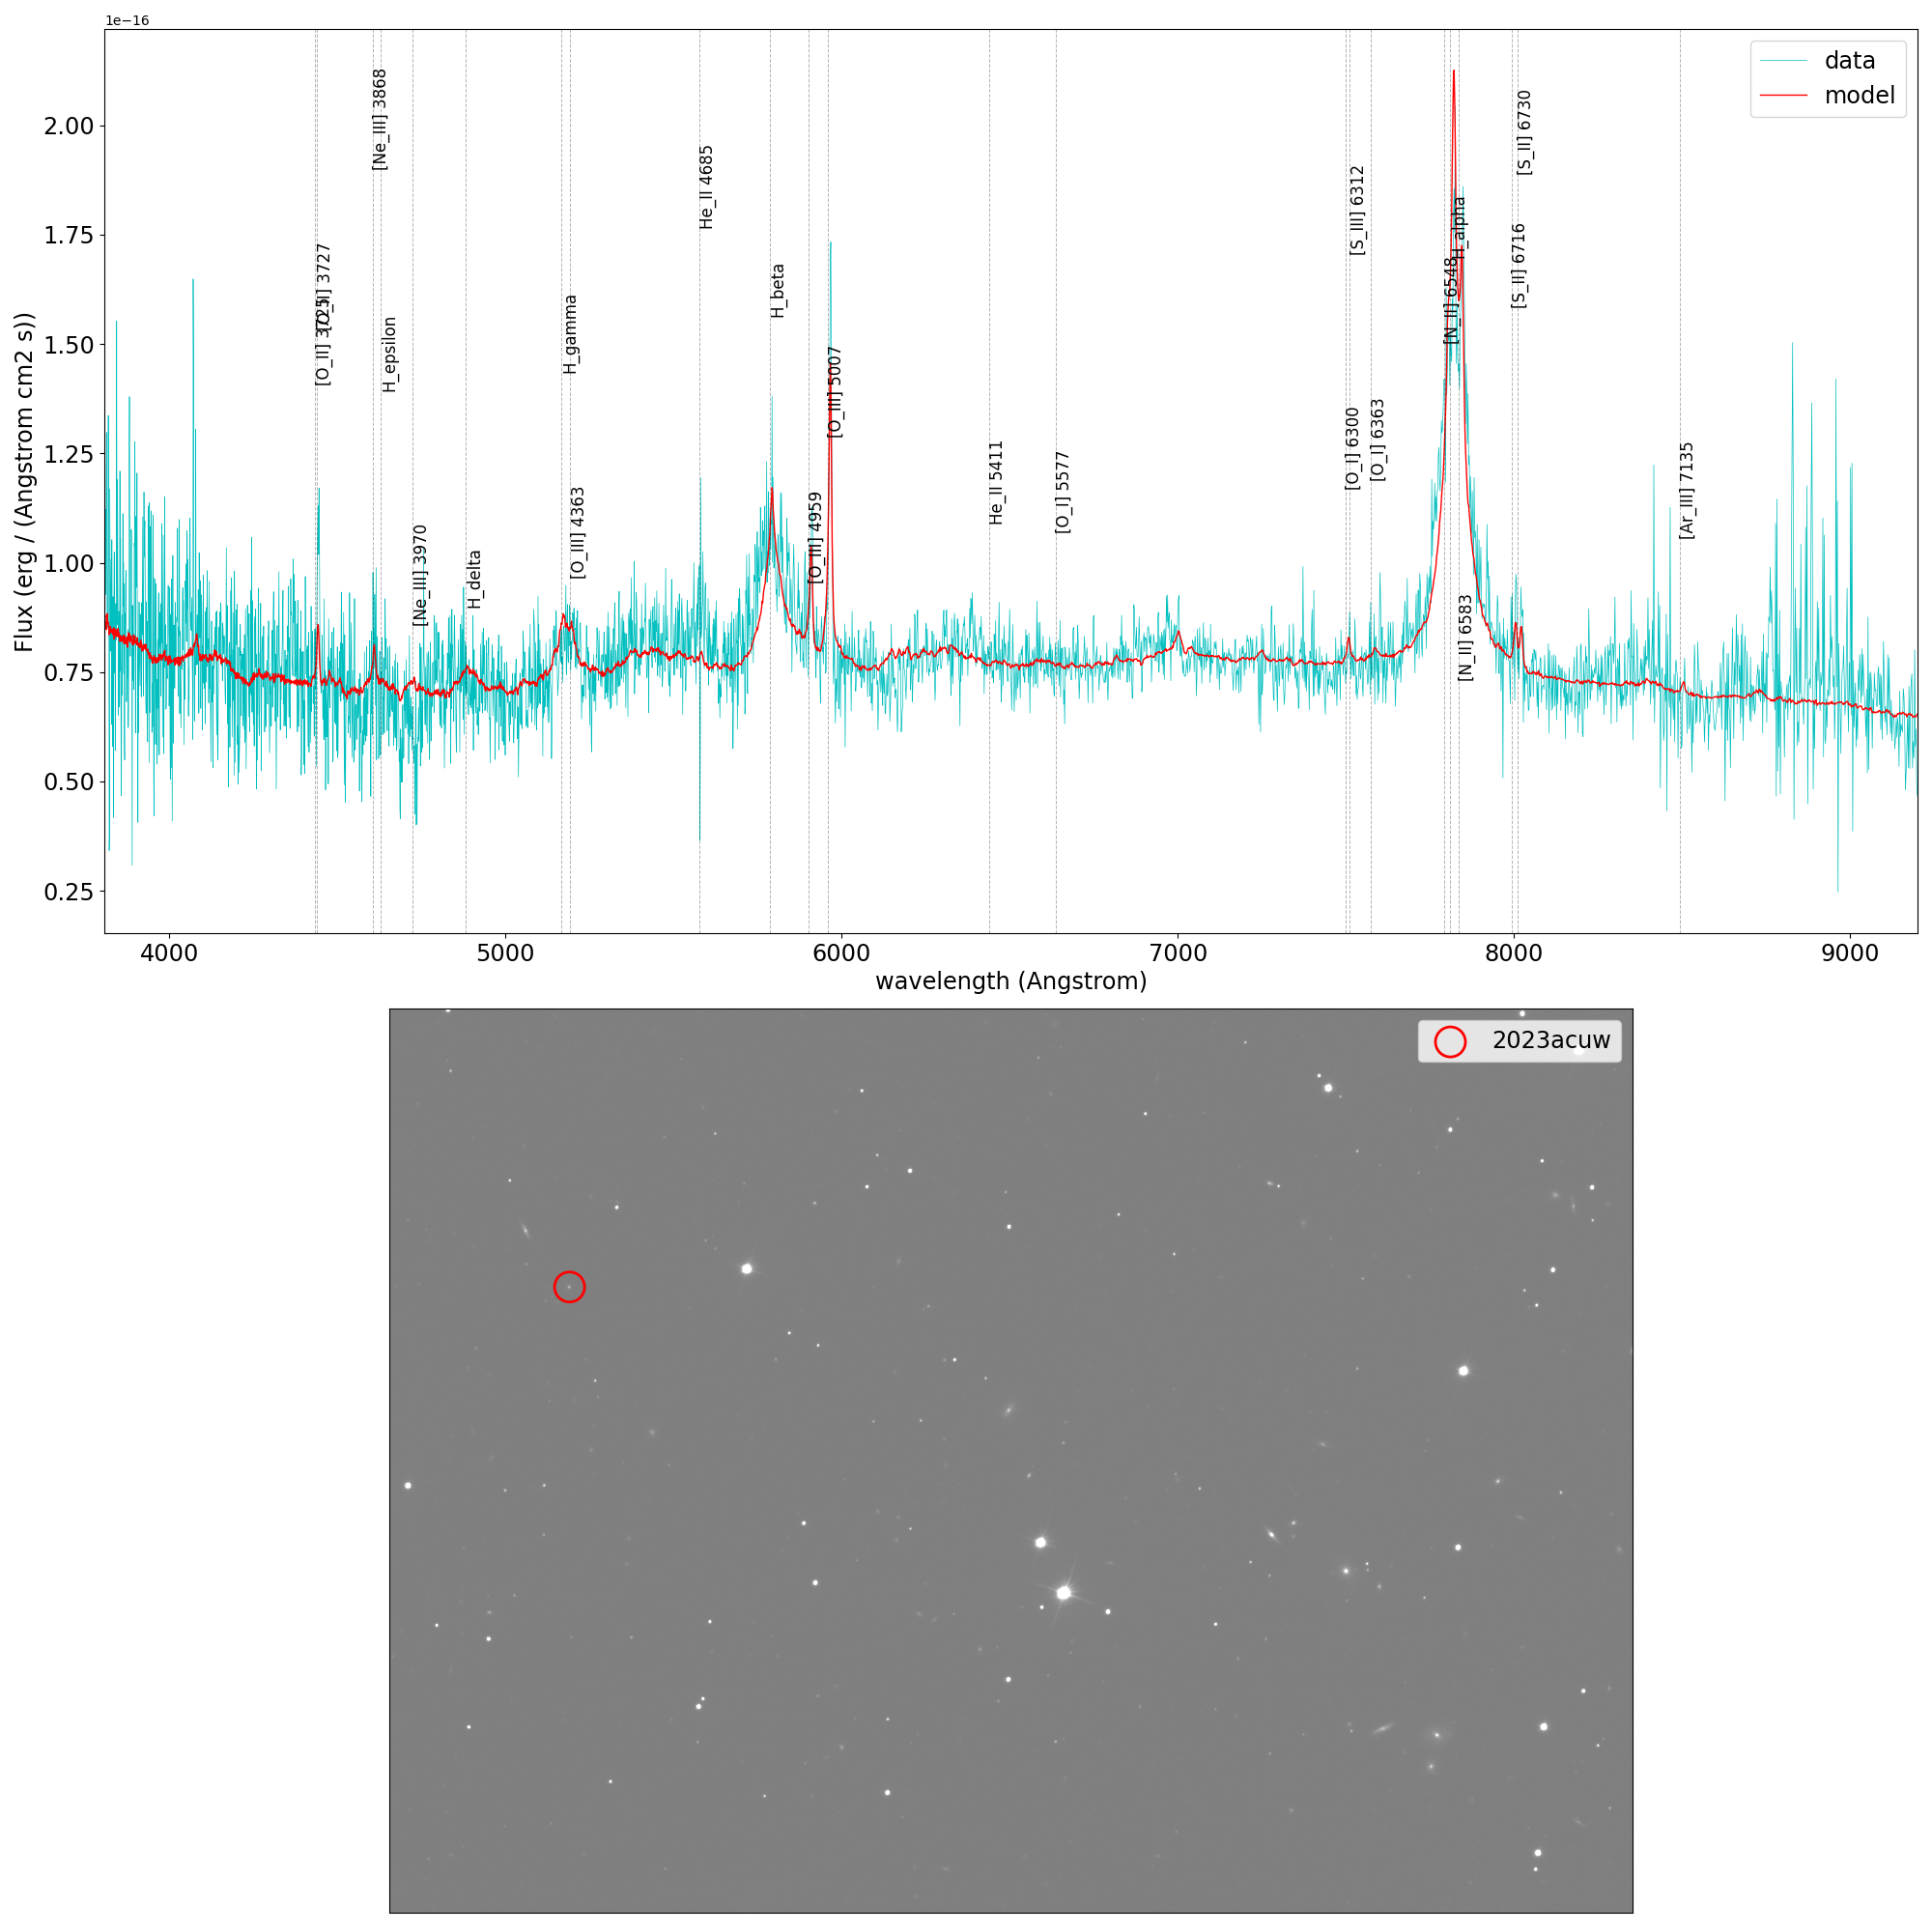 1e−16
data
model
[Ne_III] 3868
[S_II] 6730
He_II 4685
[S_III] 6312
H_alpha
[O_II] 3727
[S_II] 6716
[N_II] 6548
H_beta
H_gamma
[O_II] 3725
H_epsilon
[O_III] 5007
[O_I] 6300
[O_I] 6363
He_II 5411
[O_I] 5577
[Ar_III] 7135
[O_III] 4363
[O_III] 4959
[Ne_III] 3970
H_delta
[N_II] 6583
2.00
1.75
1.50
1.25
1.00
0.75
0.50
0.25
Flux (erg / (Angstrom cm2 s))
4000 5000 6000 7000 8000 9000
wavelength (Angstrom)
2023acuw